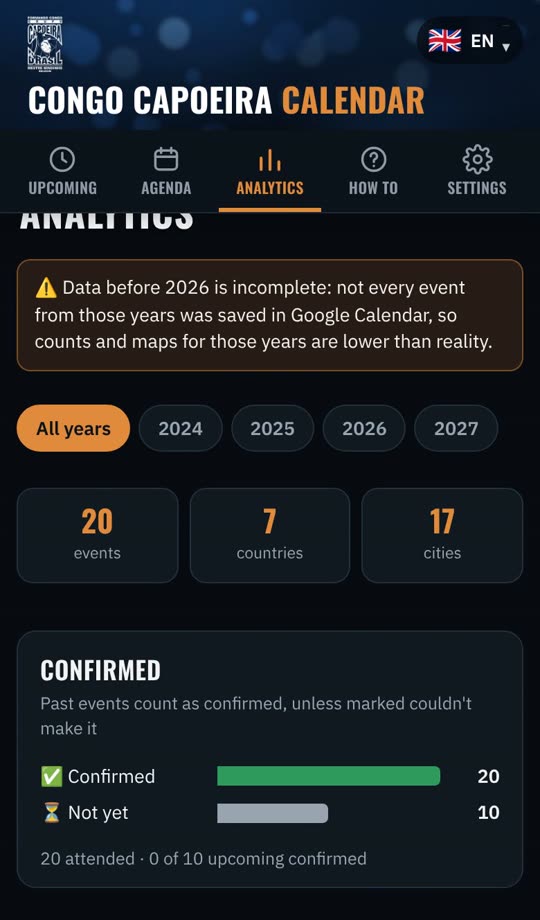 CAPOEIRA
BRASIL
EN
CONGO CAPOEIRA CALENDAR
UPCOMING
AGENDA
ANALYTICS
HOW TO
SETTINGS
ANALYTICS
⚠️ Data before 2026 is incomplete: not every event
from those years was saved in Google Calendar, so
counts and maps for those years are lower than reality.
All years
2024
2025
2026
2027
20
events
7
countries
17
cities
CONFIRMED
Past events count as confirmed, unless marked couldn't
make it
✅ Confirmed 20
⏳ Not yet 10
20 attended · 0 of 10 upcoming confirmed